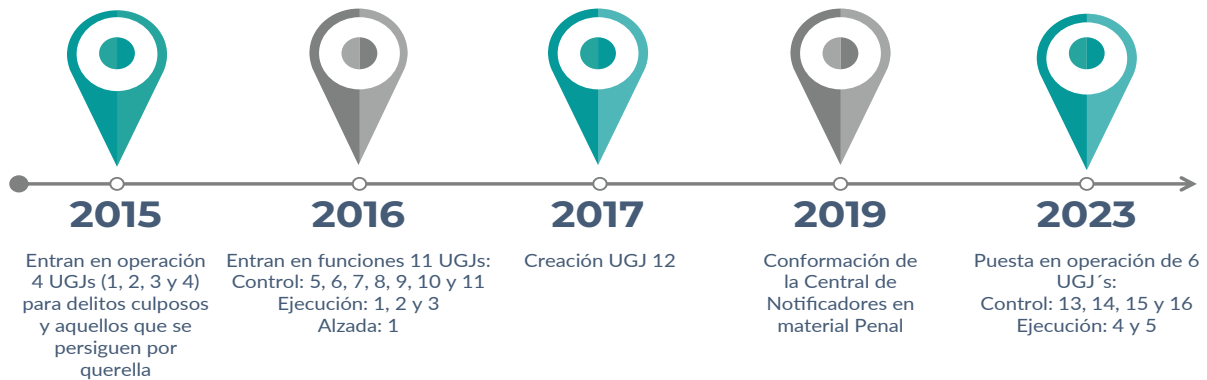 2015
Entran en operación
4 UGJs (1, 2, 3 y 4)
para delitos culposos
y aquellos que se
persiguen por
querella
2016
Entran en funciones 11 UGJs:
Control: 5, 6, 7, 8, 9, 10 y 11
Ejecución: 1, 2 y 3
Alzada: 1
2017
Creación UGJ 12
2019
Conformación de
la Central de
Notificadores en
material Penal
2023
Puesta en operación de 6
UGJ´s:
Control: 13, 14, 15 y 16
Ejecución: 4 y 5